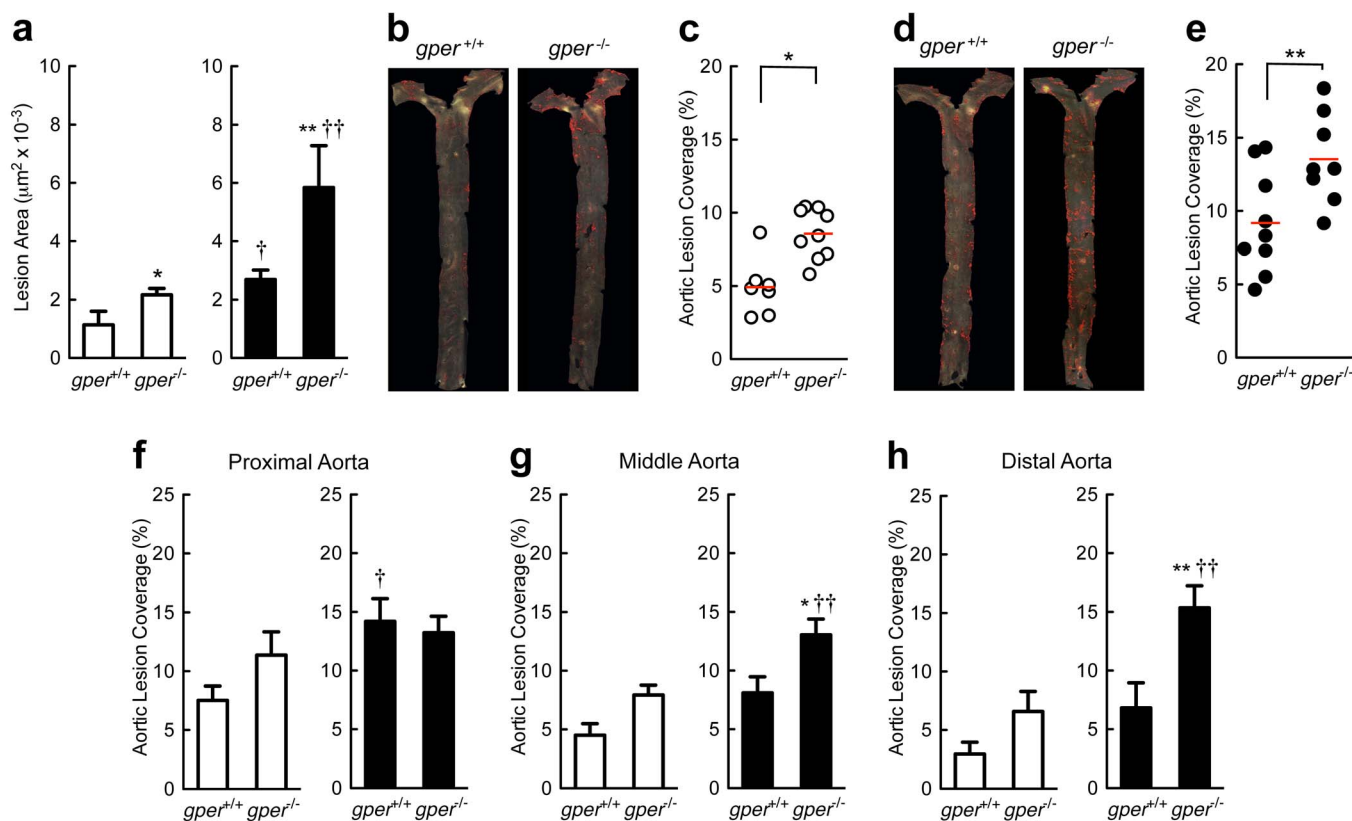 a
Lesion Area (μm² x 10⁻³)
10
8
6
4
2
0
*
gper⁺/⁺ gper⁻/⁻
10
8
6
4
2
0
†
** ††
gper⁺/⁺ gper⁻/⁻
b
gper⁺/⁺ gper⁻/⁻
c
Aortic Lesion Coverage (%)
20
15
10
5
0
*
gper⁺/⁺ gper⁻/⁻
d
gper⁺/⁺ gper⁻/⁻
e
Aortic Lesion Coverage (%)
20
15
10
5
0
**
gper⁺/⁺ gper⁻/⁻
f
Proximal Aorta
Aortic Lesion Coverage (%)
25
20
15
10
5
0
gper⁺/⁺ gper⁻/⁻
25
20
15
10
5
0
†
gper⁺/⁺ gper⁻/⁻
g
Middle Aorta
Aortic Lesion Coverage (%)
25
20
15
10
5
0
gper⁺/⁺ gper⁻/⁻
25
20
15
10
5
0
* ††
gper⁺/⁺ gper⁻/⁻
h
Distal Aorta
Aortic Lesion Coverage (%)
25
20
15
10
5
0
gper⁺/⁺ gper⁻/⁻
25
20
15
10
5
0
** ††
gper⁺/⁺ gper⁻/⁻